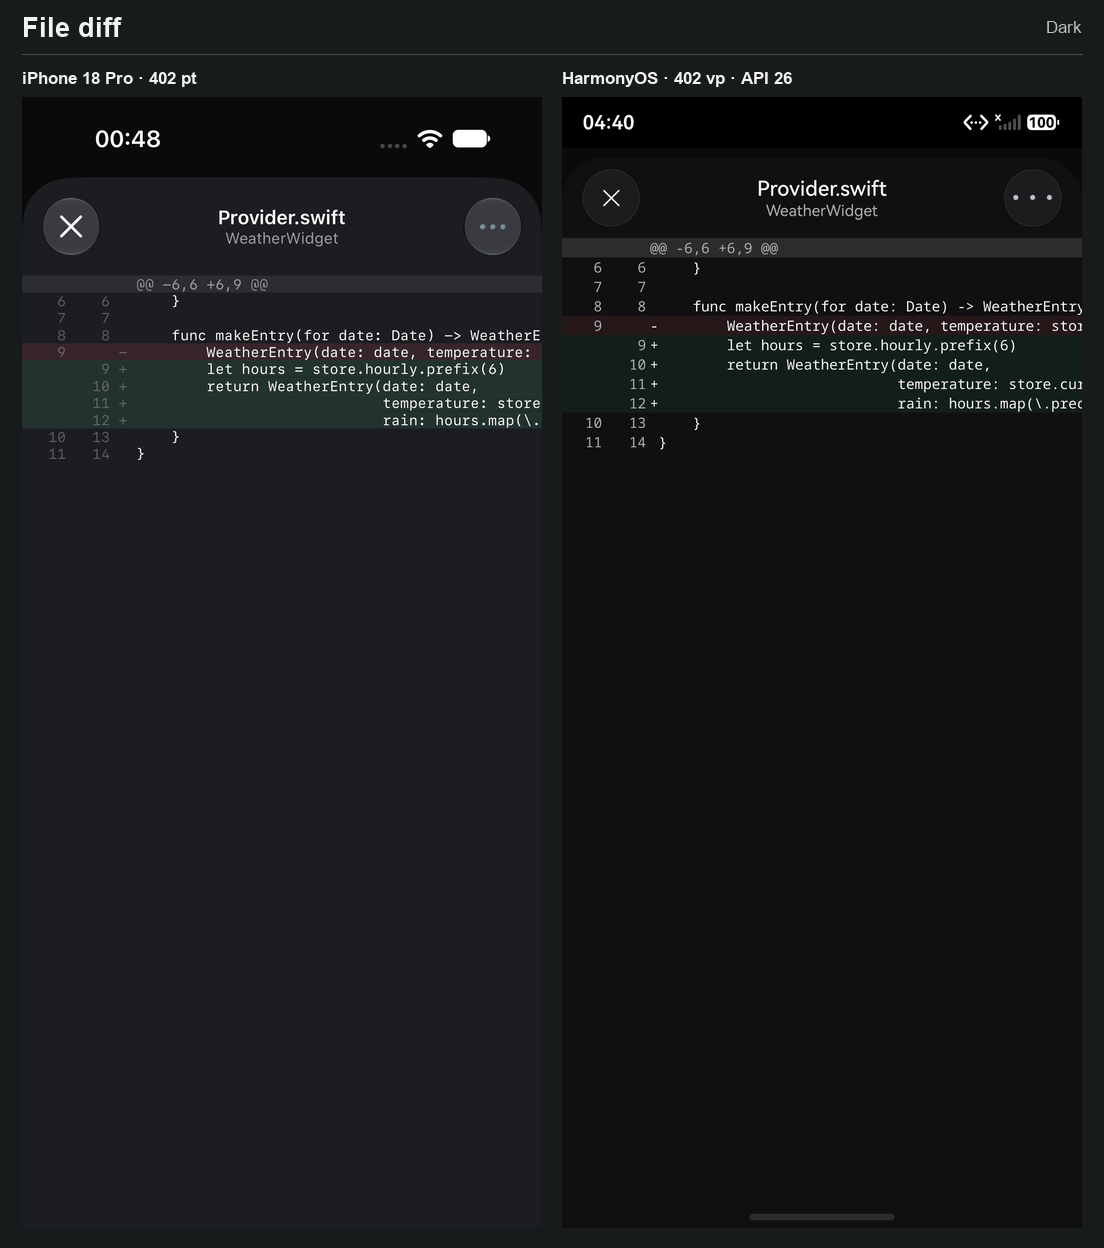 File diff
Dark
iPhone 18 Pro · 402 pt
00:48
Provider.swift
WeatherWidget
@@ −6,6 +6,9 @@
6 6 }
7 7
8 8 func makeEntry(for date: Date) −> WeatherE
9 − WeatherEntry(date: date, temperature:
9 + let hours = store.hourly.prefix(6)
10 + return WeatherEntry(date: date,
11 + temperature: store
12 + rain: hours.map(\.
10 13 }
11 14 }
HarmonyOS · 402 vp · API 26
04:40
100
Provider.swift
WeatherWidget
@@ -6,6 +6,9 @@
6 6 }
7 7
8 8 func makeEntry(for date: Date) -> WeatherEntry
9 - WeatherEntry(date: date, temperature: stor
9 + let hours = store.hourly.prefix(6)
10 + return WeatherEntry(date: date,
11 + temperature: store.cur
12 + rain: hours.map(\.prec
10 13 }
11 14 }